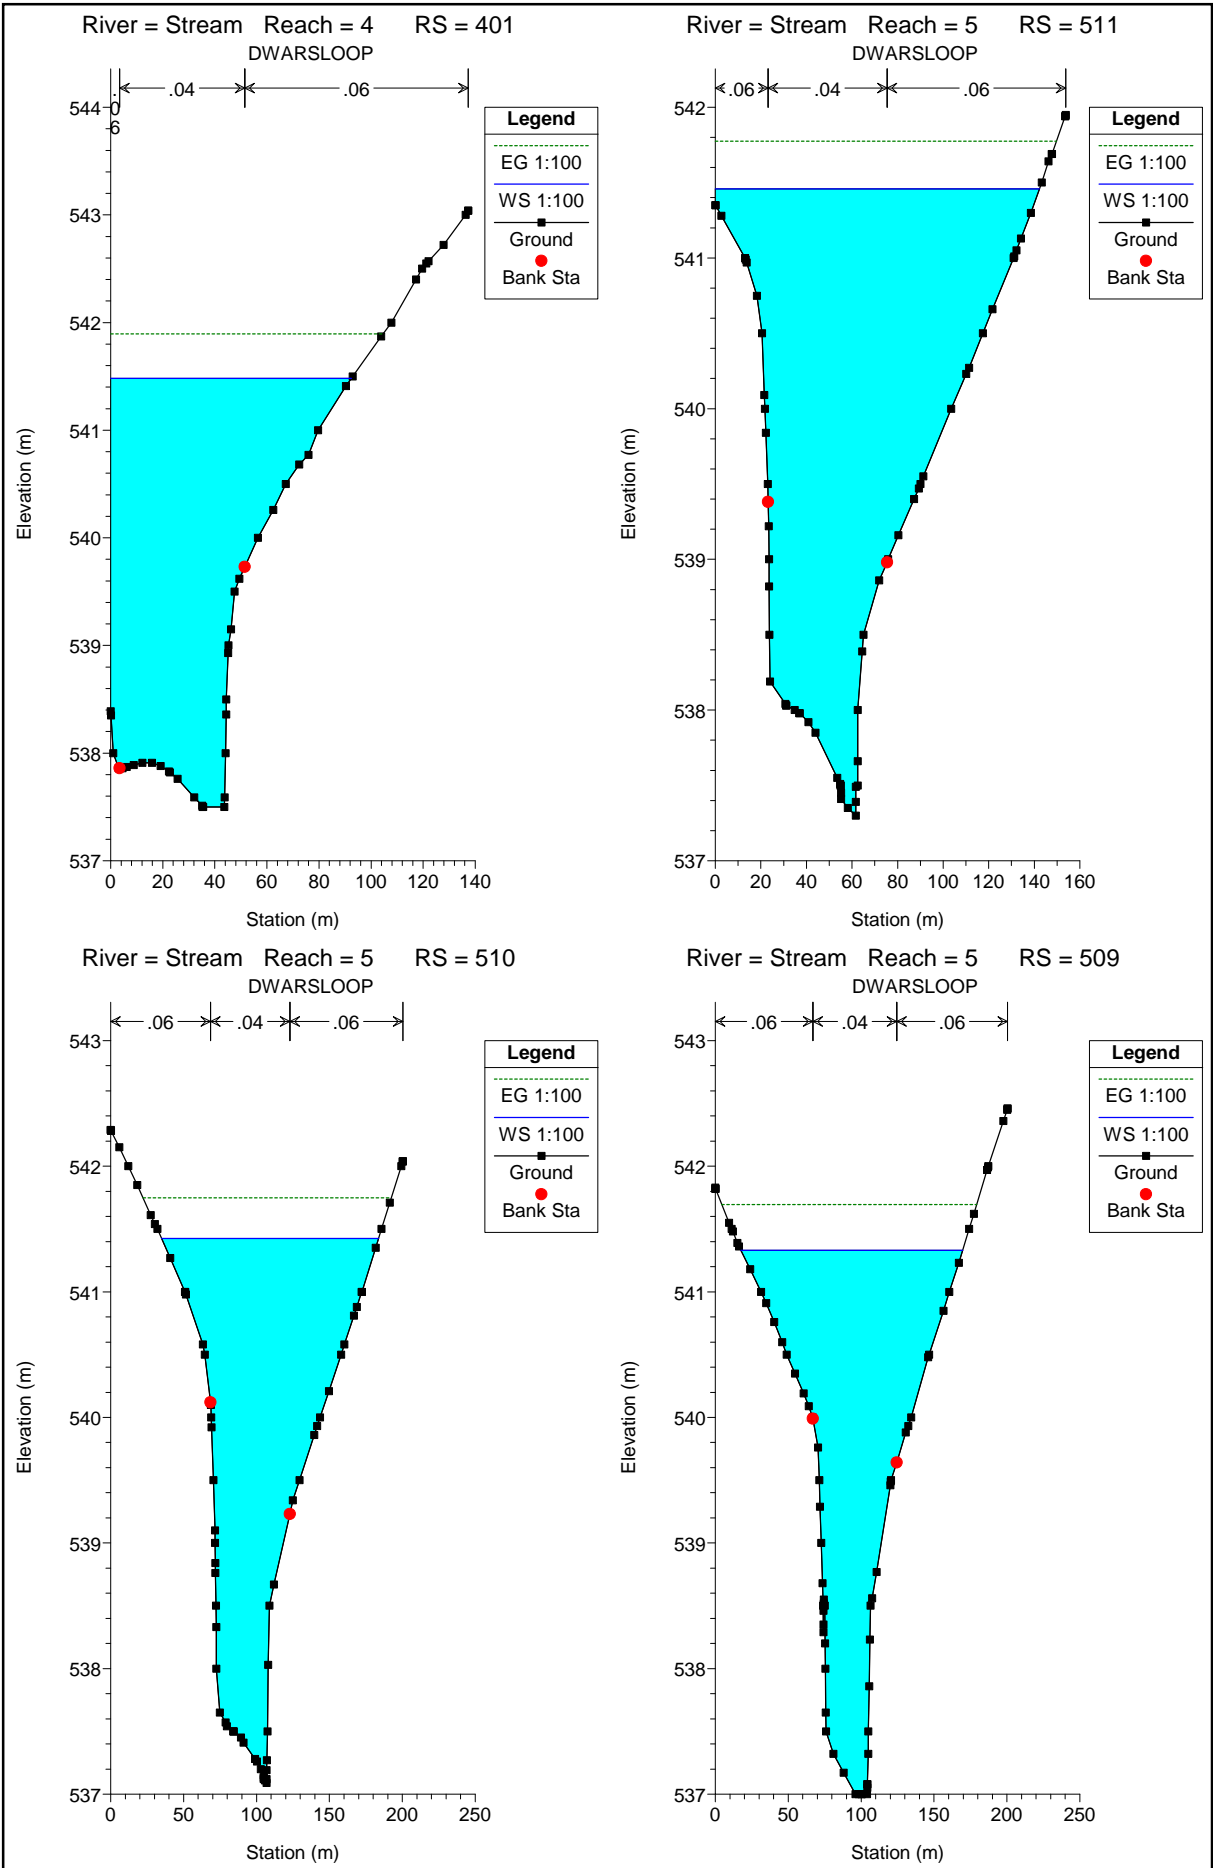 River = Stream Reach = 4 RS = 401
DWARSLOOP
.06
.04
.06
544
543
542
541
540
539
538
537
Elevation (m)
0 20 40 60 80 100 120 140
Station (m)
Legend
EG 1:100
WS 1:100
Ground
Bank Sta
River = Stream Reach = 5 RS = 511
DWARSLOOP
.06 .04 .06
542
541
540
539
538
537
Elevation (m)
0 20 40 60 80 100 120 140 160
Station (m)
Legend
EG 1:100
WS 1:100
Ground
Bank Sta
River = Stream Reach = 5 RS = 510
DWARSLOOP
.06 .04 .06
543
542
541
540
539
538
537
Elevation (m)
0 50 100 150 200 250
Station (m)
Legend
EG 1:100
WS 1:100
Ground
Bank Sta
River = Stream Reach = 5 RS = 509
DWARSLOOP
.06 .04 .06
543
542
541
540
539
538
537
Elevation (m)
0 50 100 150 200 250
Station (m)
Legend
EG 1:100
WS 1:100
Ground
Bank Sta